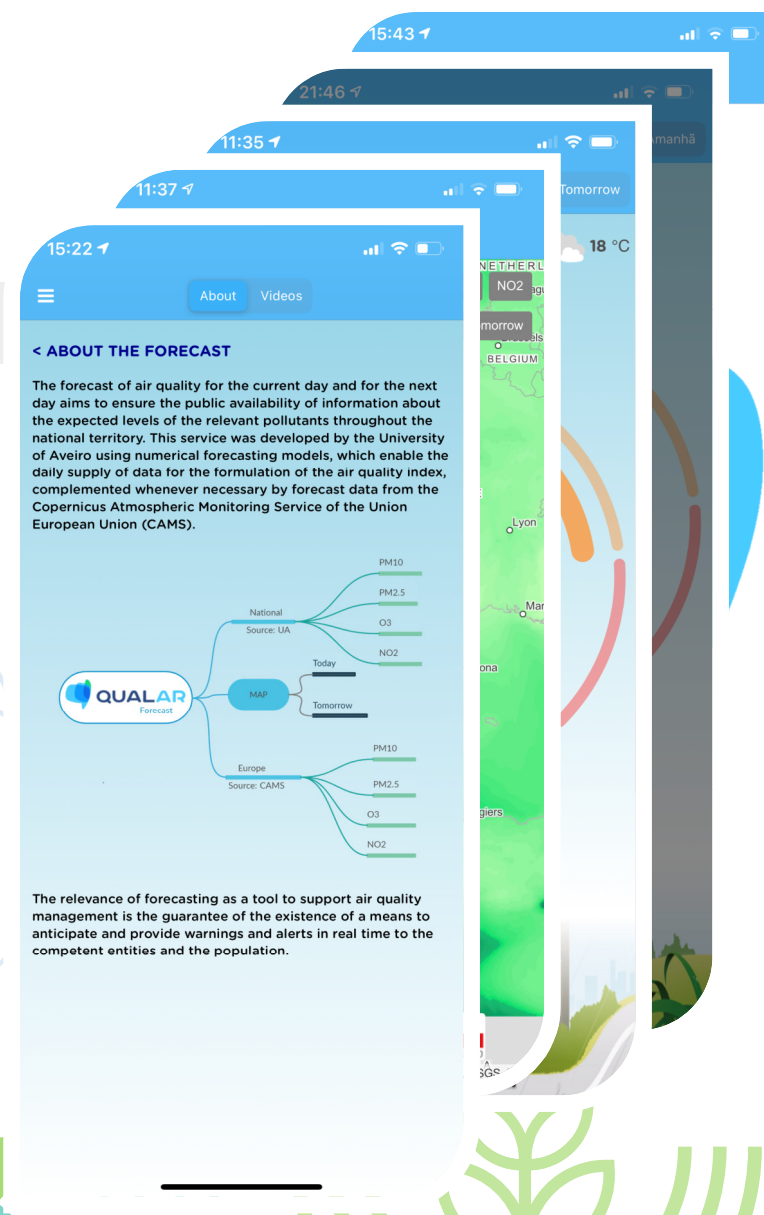 15:43
21:46
Amanhã
11:35
Tomorrow
18 °C
11:37
NO2
BELGIUM
Lyon
15:22
About
Videos
< ABOUT THE FORECAST
The forecast of air quality for the current day and for the next
day aims to ensure the public availability of information about
the expected levels of the relevant pollutants throughout the
national territory. This service was developed by the University
of Aveiro using numerical forecasting models, which enable the
daily supply of data for the formulation of the air quality index,
complemented whenever necessary by forecast data from the
Copernicus Atmospheric Monitoring Service of the Union
European Union (CAMS).
QUALAR
Forecast
National
Source: UA
PM10
PM2.5
O3
NO2
MAP
Today
Tomorrow
Europe
Source: CAMS
PM10
PM2.5
O3
NO2
The relevance of forecasting as a tool to support air quality
management is the guarantee of the existence of a means to
anticipate and provide warnings and alerts in real time to the
competent entities and the population.